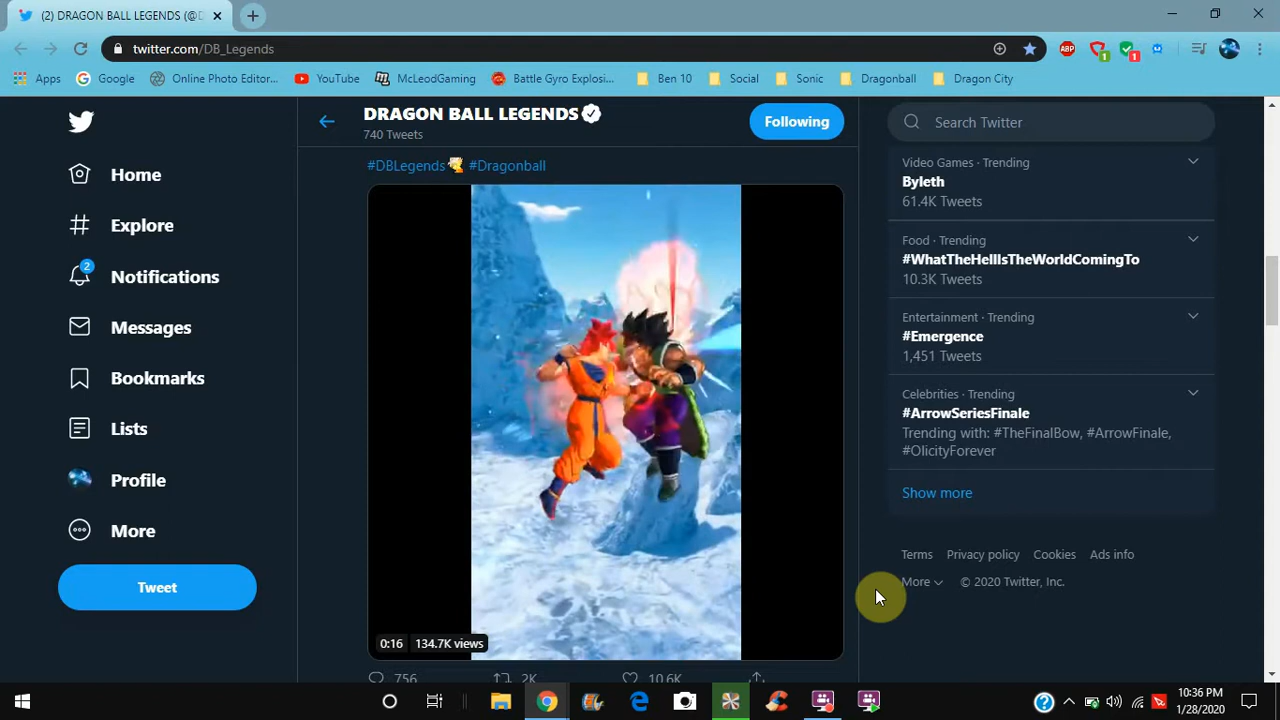 (2) DRAGON BALL LEGENDS (@D
twitter.com/DB_Legends
ABP
1
1
Apps
Google
Online Photo Editor...
YouTube
McLeodGaming
Battle Gyro Explosi...
Ben 10
Social
Sonic
Dragonball
Dragon City
Home
Explore
2
Notifications
Messages
Bookmarks
Lists
Profile
More
Tweet
DRAGON BALL LEGENDS
740 Tweets
Following
#DBLegends #Dragonball
0:16
134.7K views
756
2K
10.6K
Search Twitter
Video Games · Trending
Byleth
61.4K Tweets
Food · Trending
#WhatTheHellIsTheWorldComingTo
10.3K Tweets
Entertainment · Trending
#Emergence
1,451 Tweets
Celebrities · Trending
#ArrowSeriesFinale
Trending with: #TheFinalBow, #ArrowFinale,
#OlicityForever
Show more
Terms Privacy policy Cookies Ads info
More © 2020 Twitter, Inc.
10:36 PM
1/28/2020